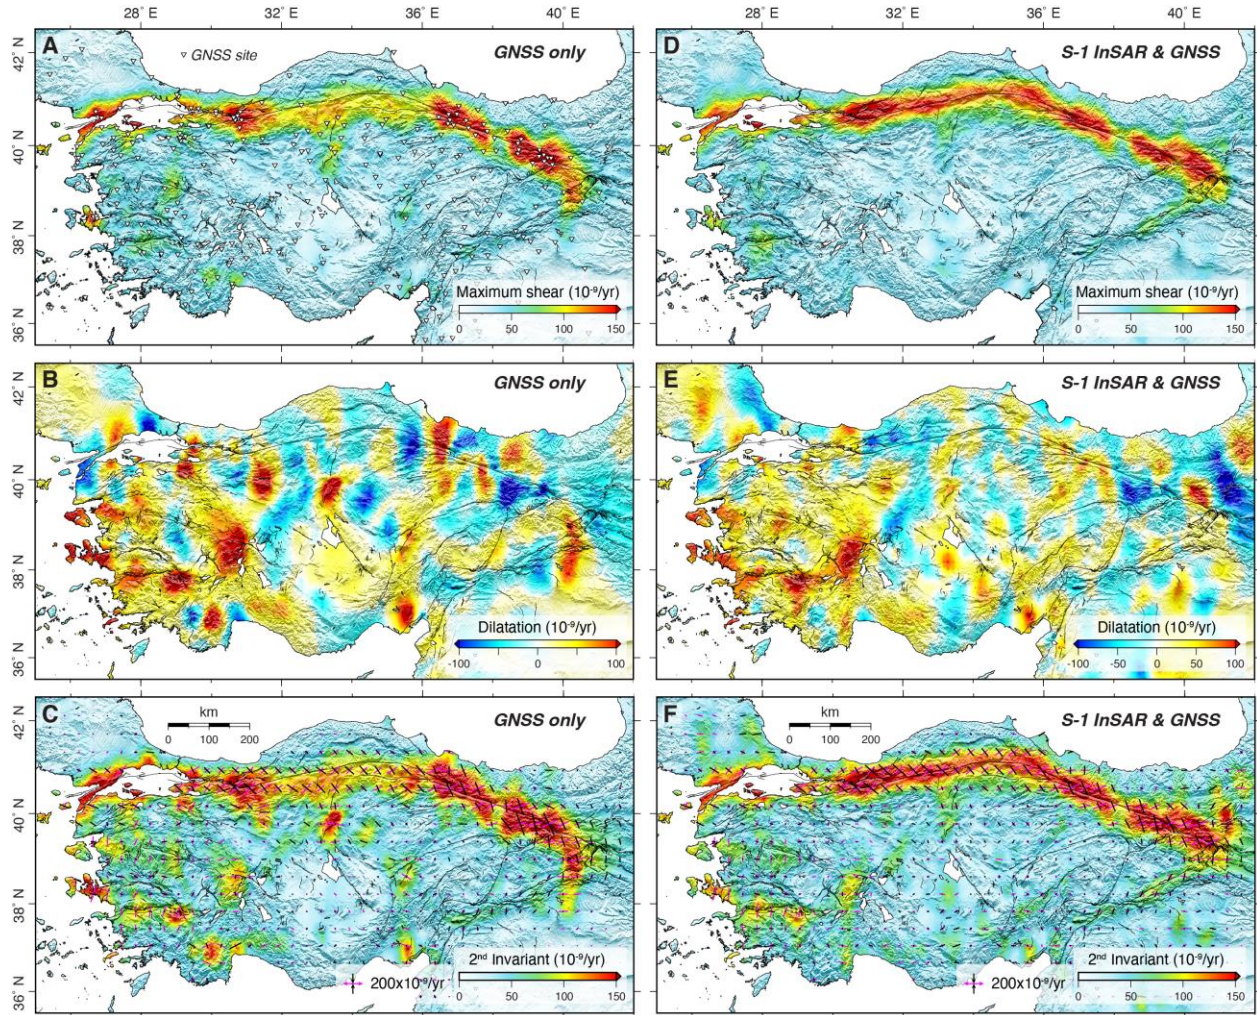 28° 32° 36° 40° 28° 32° 36° 40° E
A ▿ GNSS site GNSS only D S-1 InSAR & GNSS
42° N
40° N
38° N
36° N
Maximum shear (10⁻⁹/yr) Maximum shear (10⁻⁹/yr)
0 50 100 150 0 50 100 150
B GNSS only E S-1 InSAR & GNSS
42° N
40° N
38° N
36° N
Dilatation (10⁻⁹/yr) Dilatation (10⁻⁹/yr)
-100 0 100 -100 -50 0 50 100
C km GNSS only F km S-1 InSAR & GNSS
0 100 200 0 100 200
42° N
40° N
38° N
36° N
2ⁿᵈ Invariant (10⁻⁹/yr) 2ⁿᵈ Invariant (10⁻⁹/yr)
200x10⁻⁹/yr 0 50 100 150 200x10⁻⁹/yr 0 50 100 150